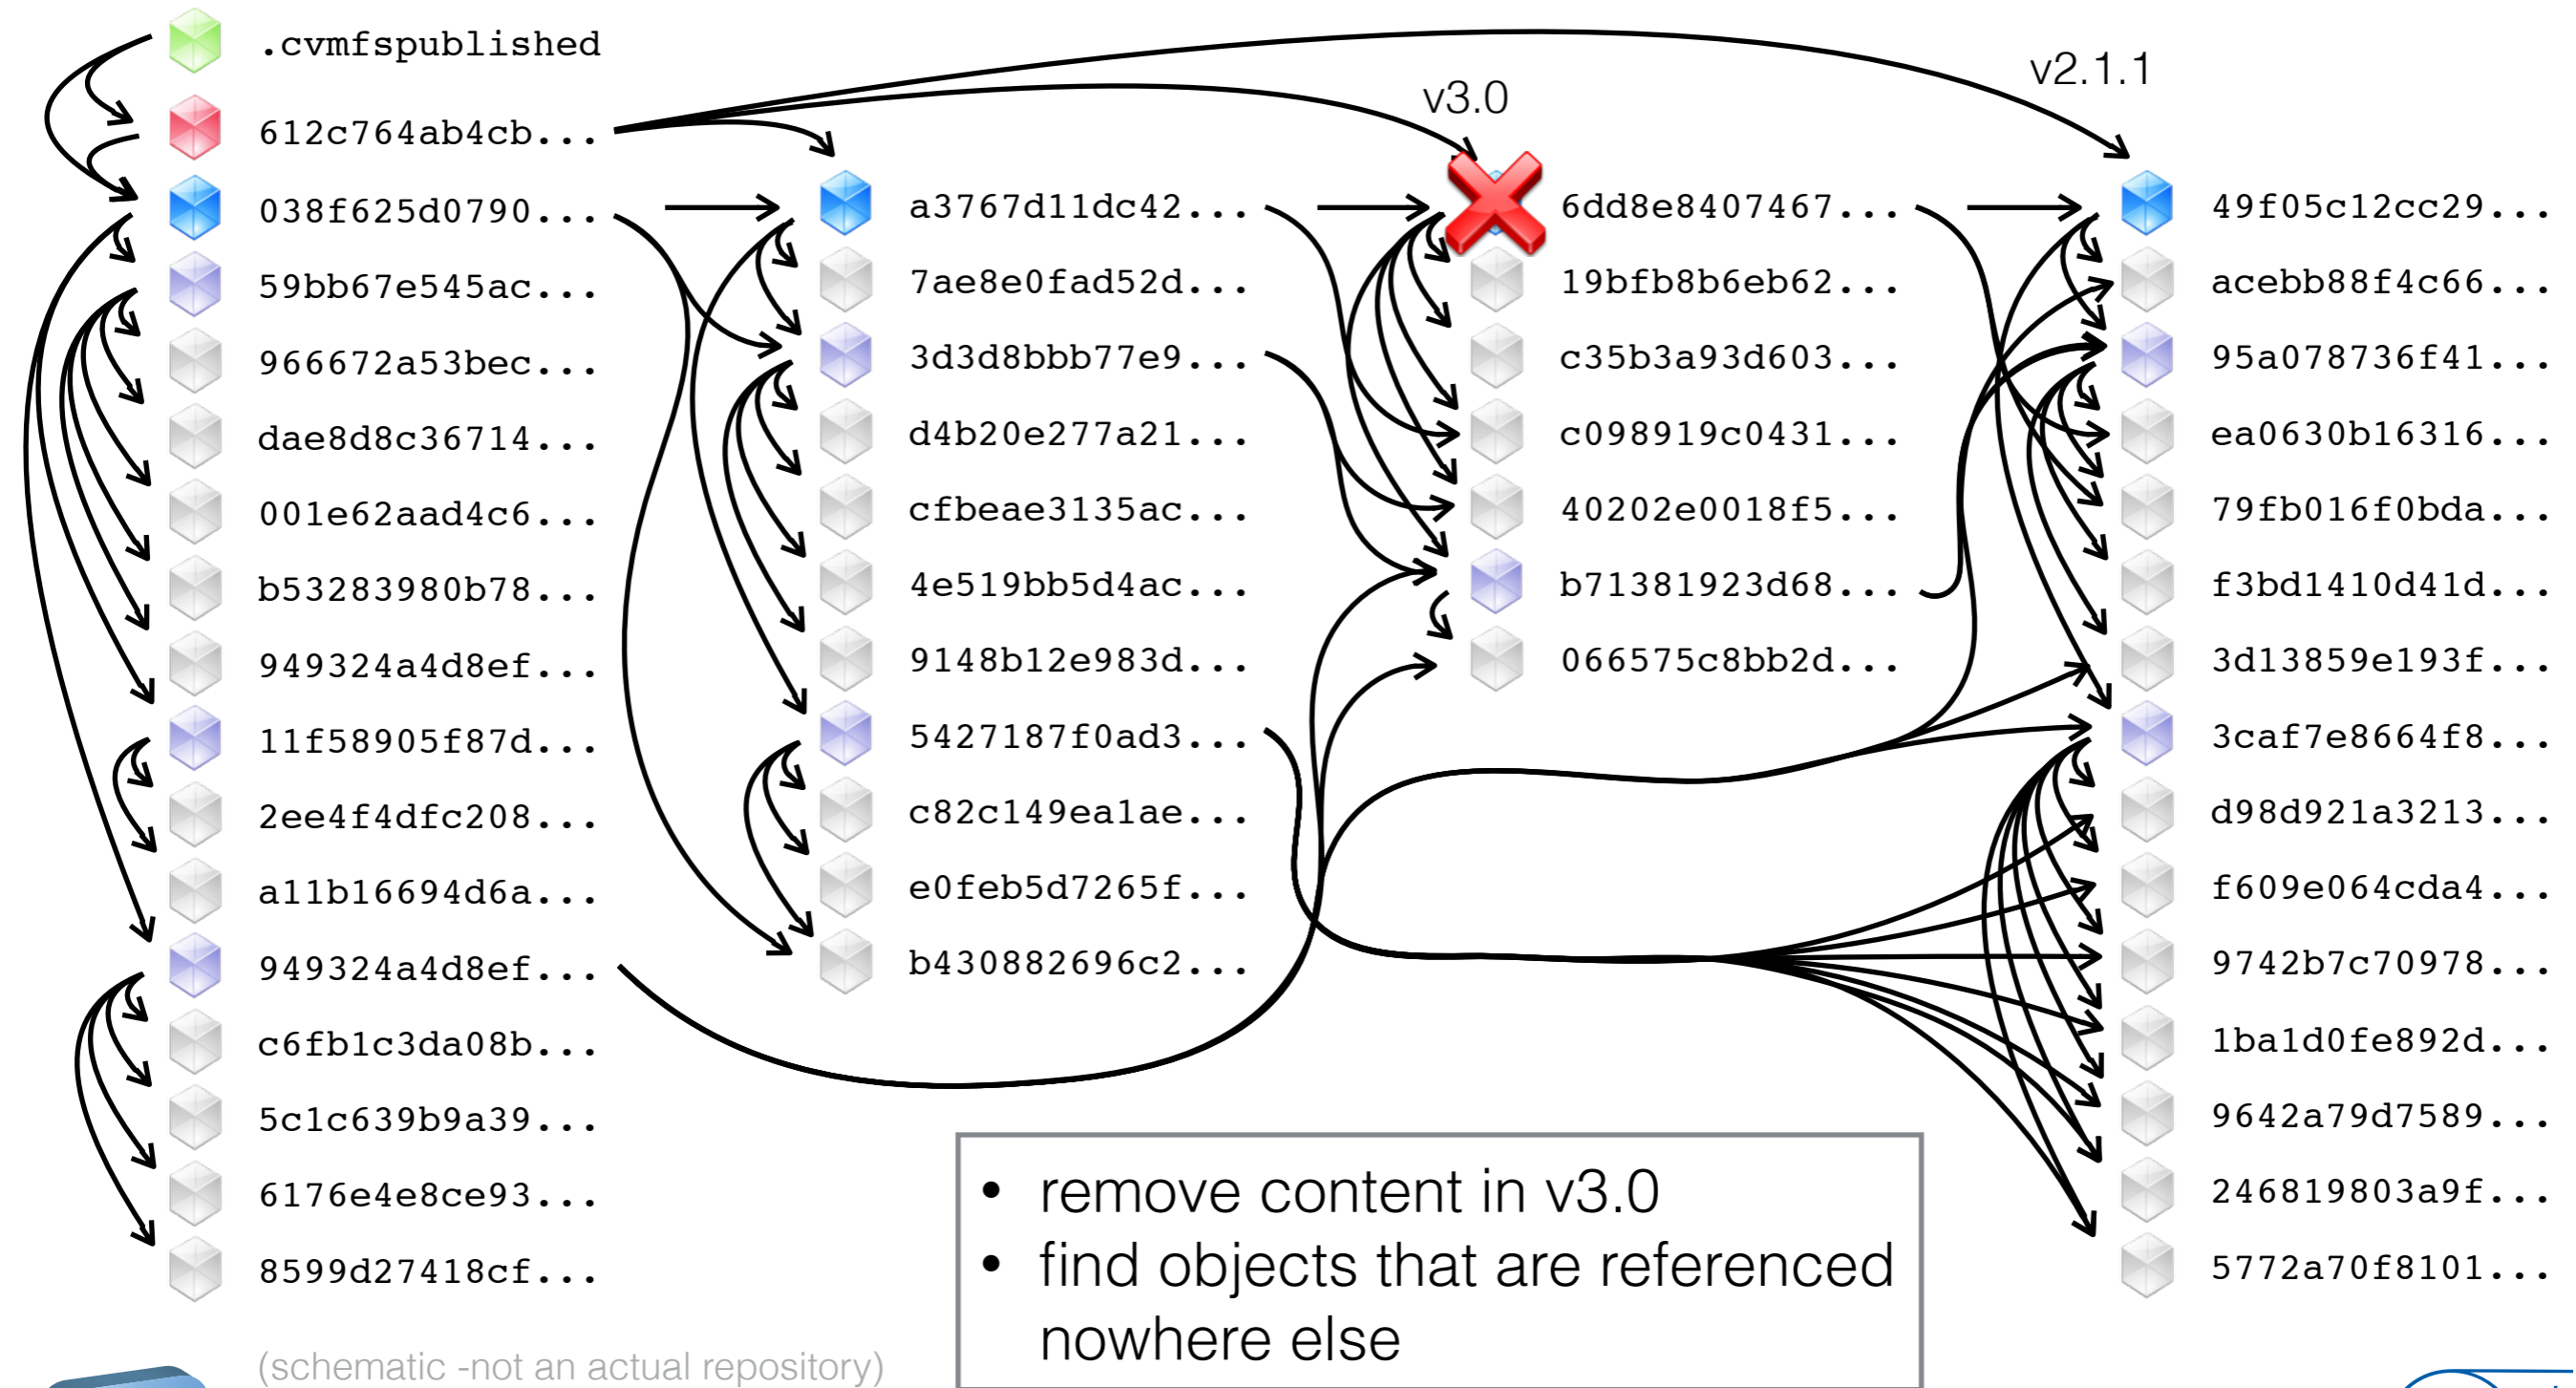 .cvmfspublished
612c764ab4cb...
038f625d0790...
59bb67e545ac...
966672a53bec...
dae8d8c36714...
001e62aad4c6...
b53283980b78...
949324a4d8ef...
11f58905f87d...
2ee4f4dfc208...
a11b16694d6a...
949324a4d8ef...
c6fb1c3da08b...
5c1c639b9a39...
6176e4e8ce93...
8599d27418cf...
(schematic -not an actual repository)
a3767d11dc42...
7ae8e0fad52d...
3d3d8bbb77e9...
d4b20e277a21...
cfbeae3135ac...
4e519bb5d4ac...
9148b12e983d...
5427187f0ad3...
c82c149ea1ae...
e0feb5d7265f...
b430882696c2...
v3.0
6dd8e8407467...
19bfb8b6eb62...
c35b3a93d603...
c098919c0431...
40202e0018f5...
b71381923d68...
066575c8bb2d...
v2.1.1
49f05c12cc29...
acebb88f4c66...
95a078736f41...
ea0630b16316...
79fb016f0bda...
f3bd1410d41d...
3d13859e193f...
3caf7e8664f8...
d98d921a3213...
f609e064cda4...
9742b7c70978...
1ba1d0fe892d...
9642a79d7589...
246819803a9f...
5772a70f8101...
• remove content in v3.0
• find objects that are referenced
nowhere else